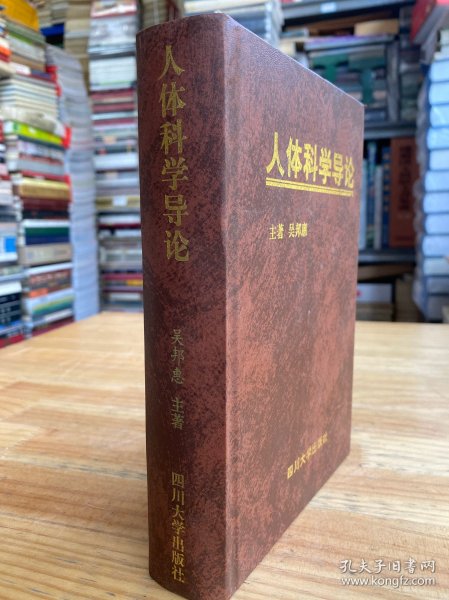 人体科学导论
吴邦惠 主著
四川大学出版社
人体科学导论
主著 吴邦惠
四川大学出版社
孔夫子旧书网
www.kongfz.com